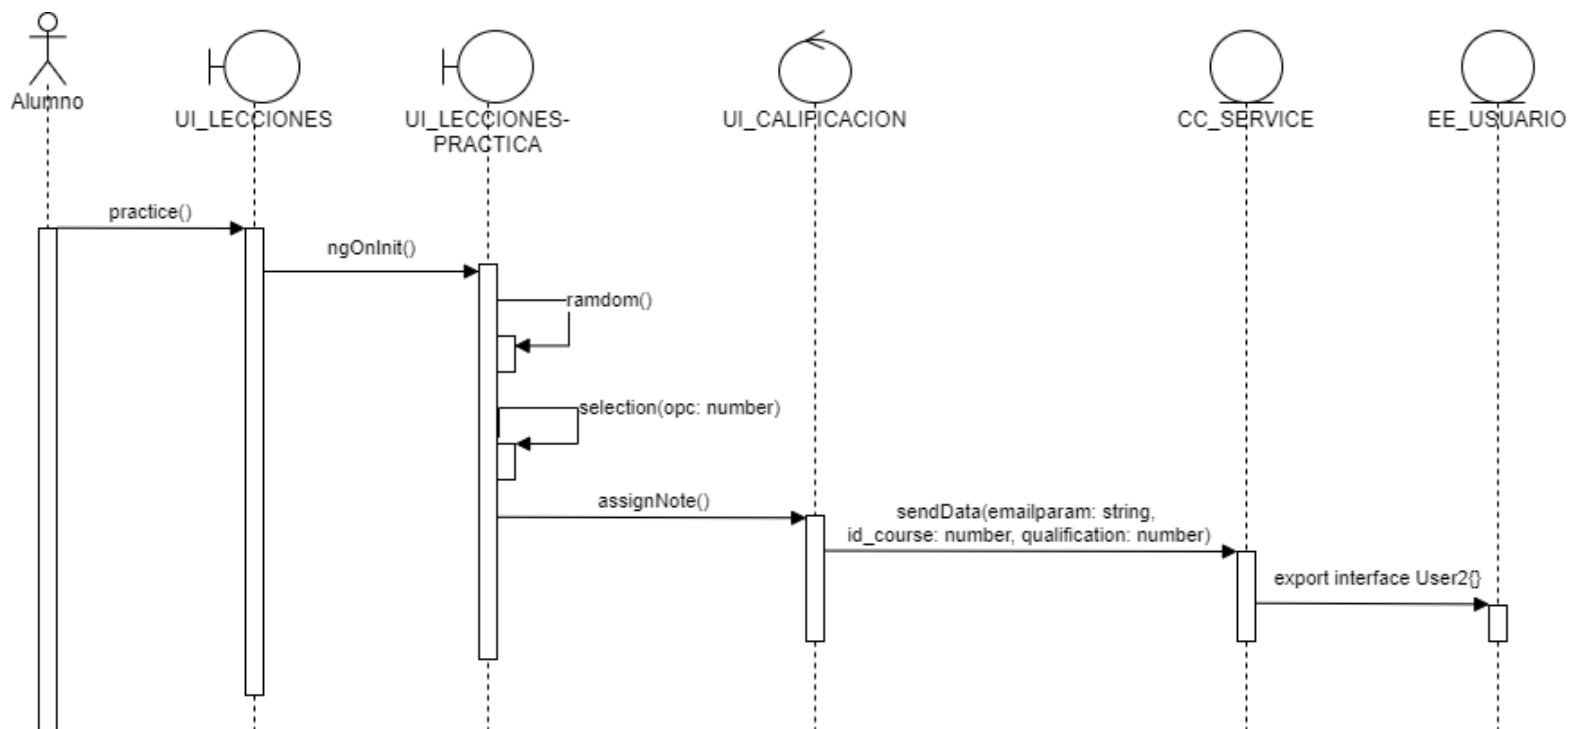 Alumno
UI_LECCIONES
UI_LECCIONES-
PRACTICA
UI_CALIFICACION
CC_SERVICE
EE_USUARIO
practice()
ngOnInit()
ramdom()
selection(opc: number)
assignNote()
sendData(emailparam: string,
id_course: number, qualification: number)
export interface User2{}